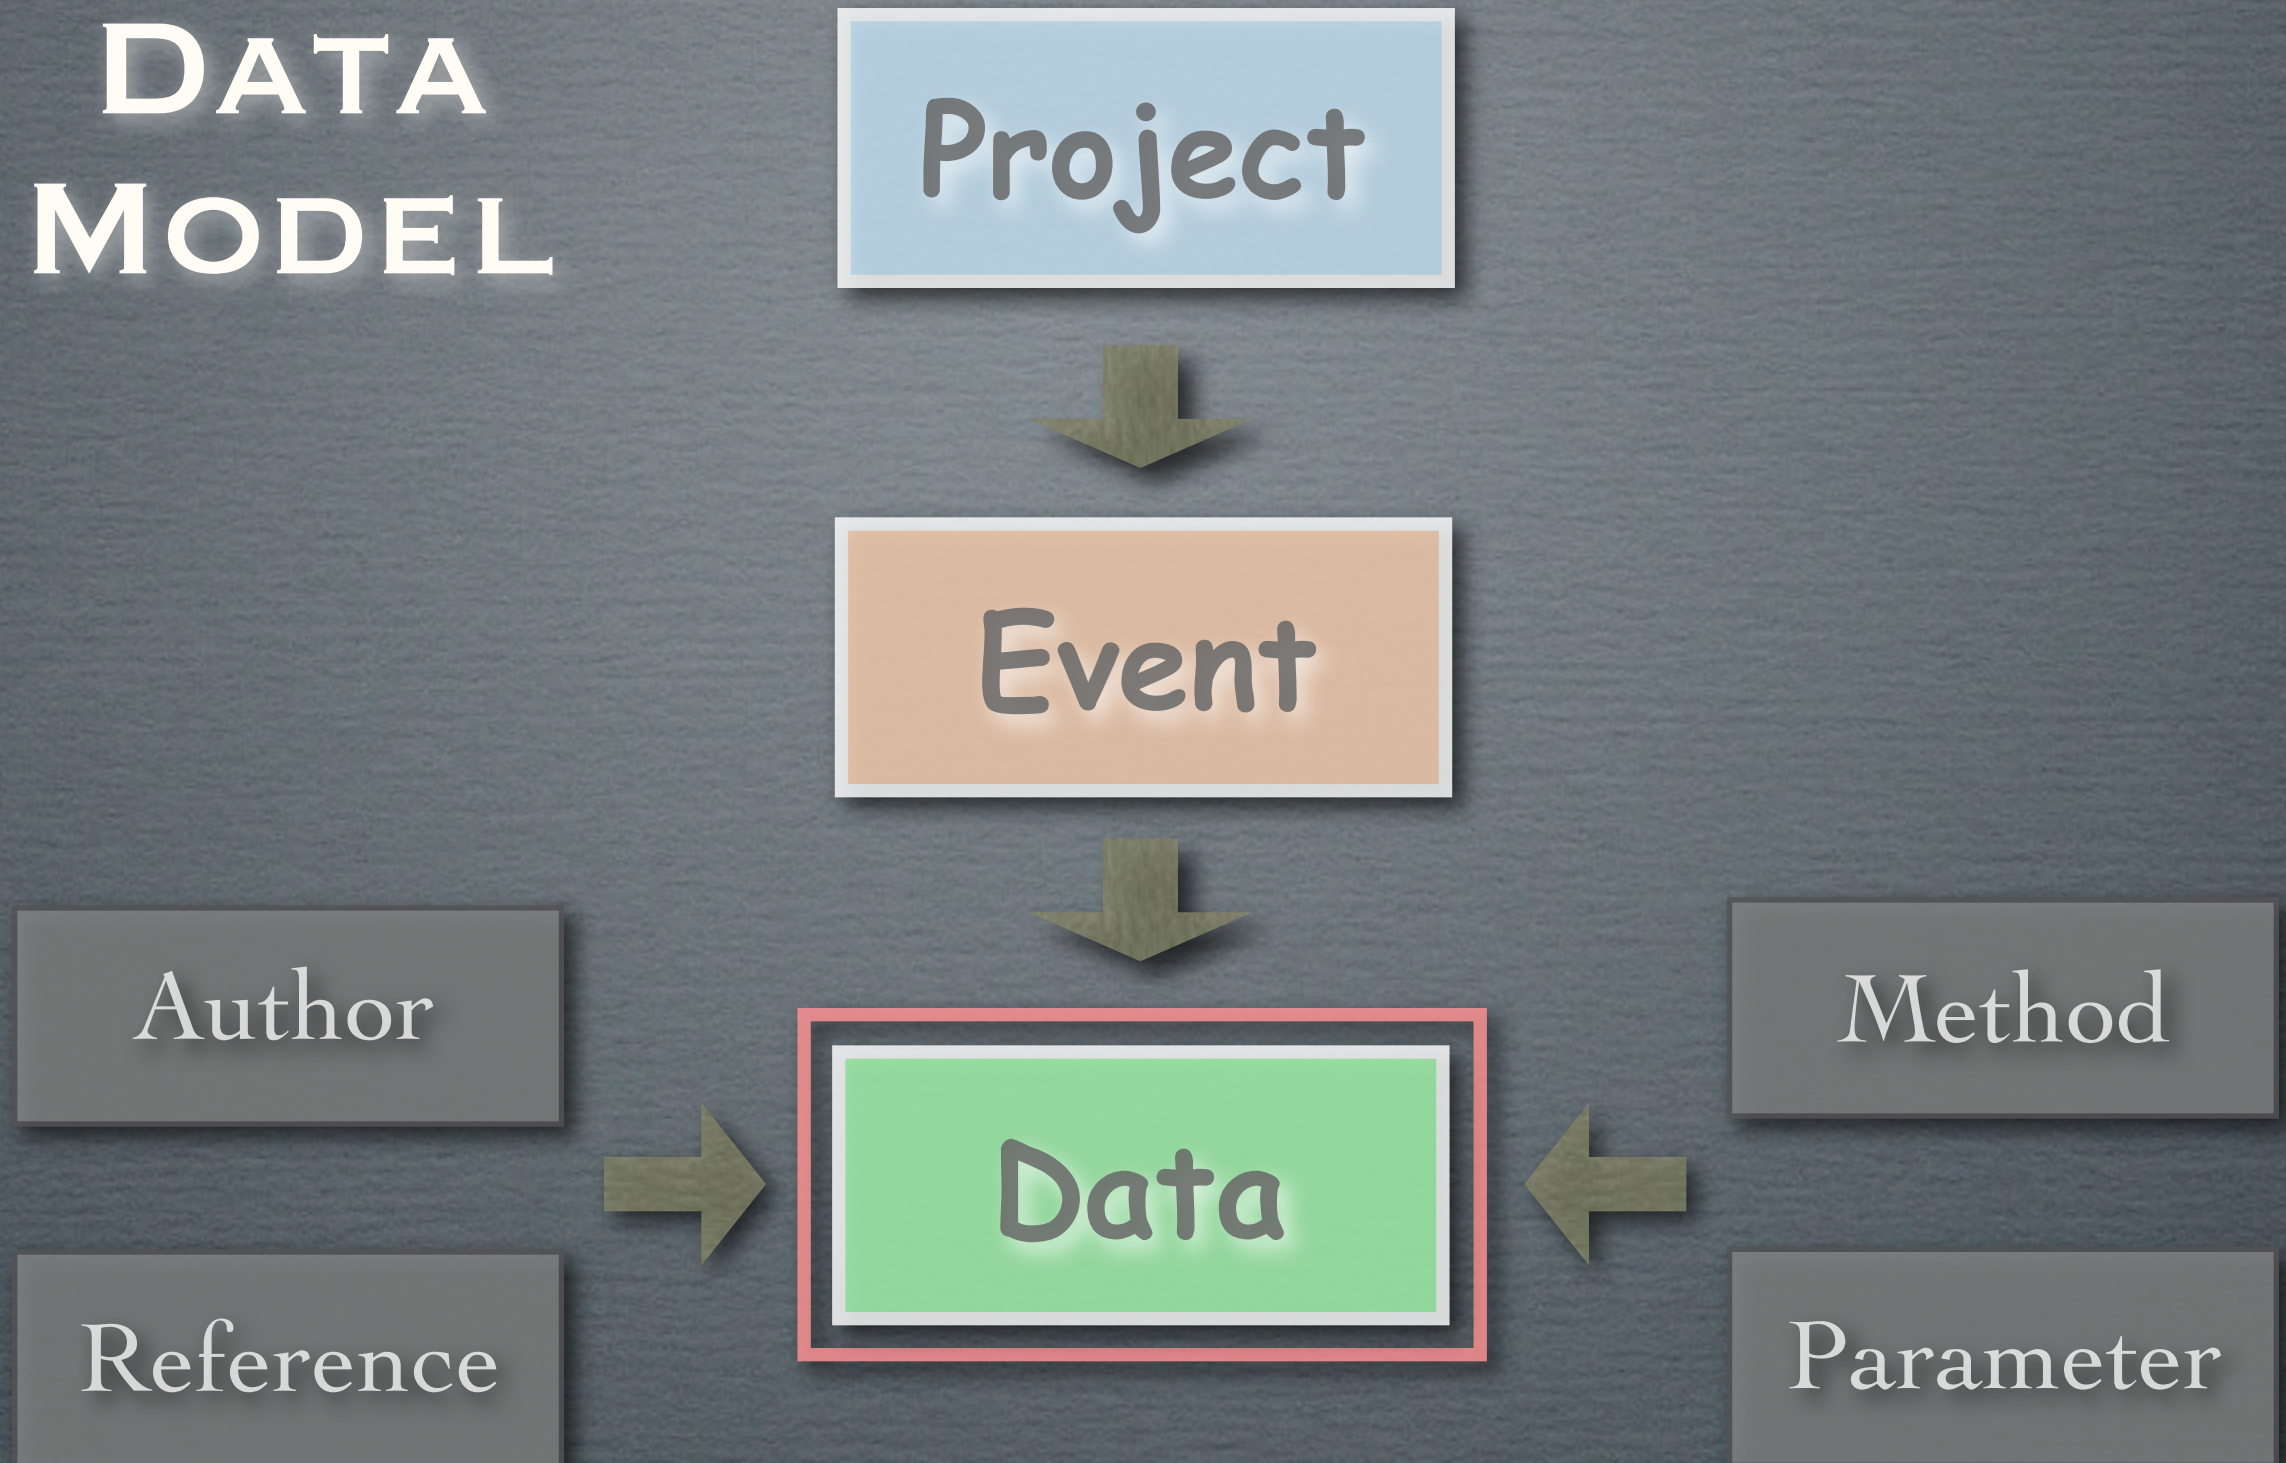 DATA
MODEL
Project
Event
Author
Method
Data
Reference
Parameter